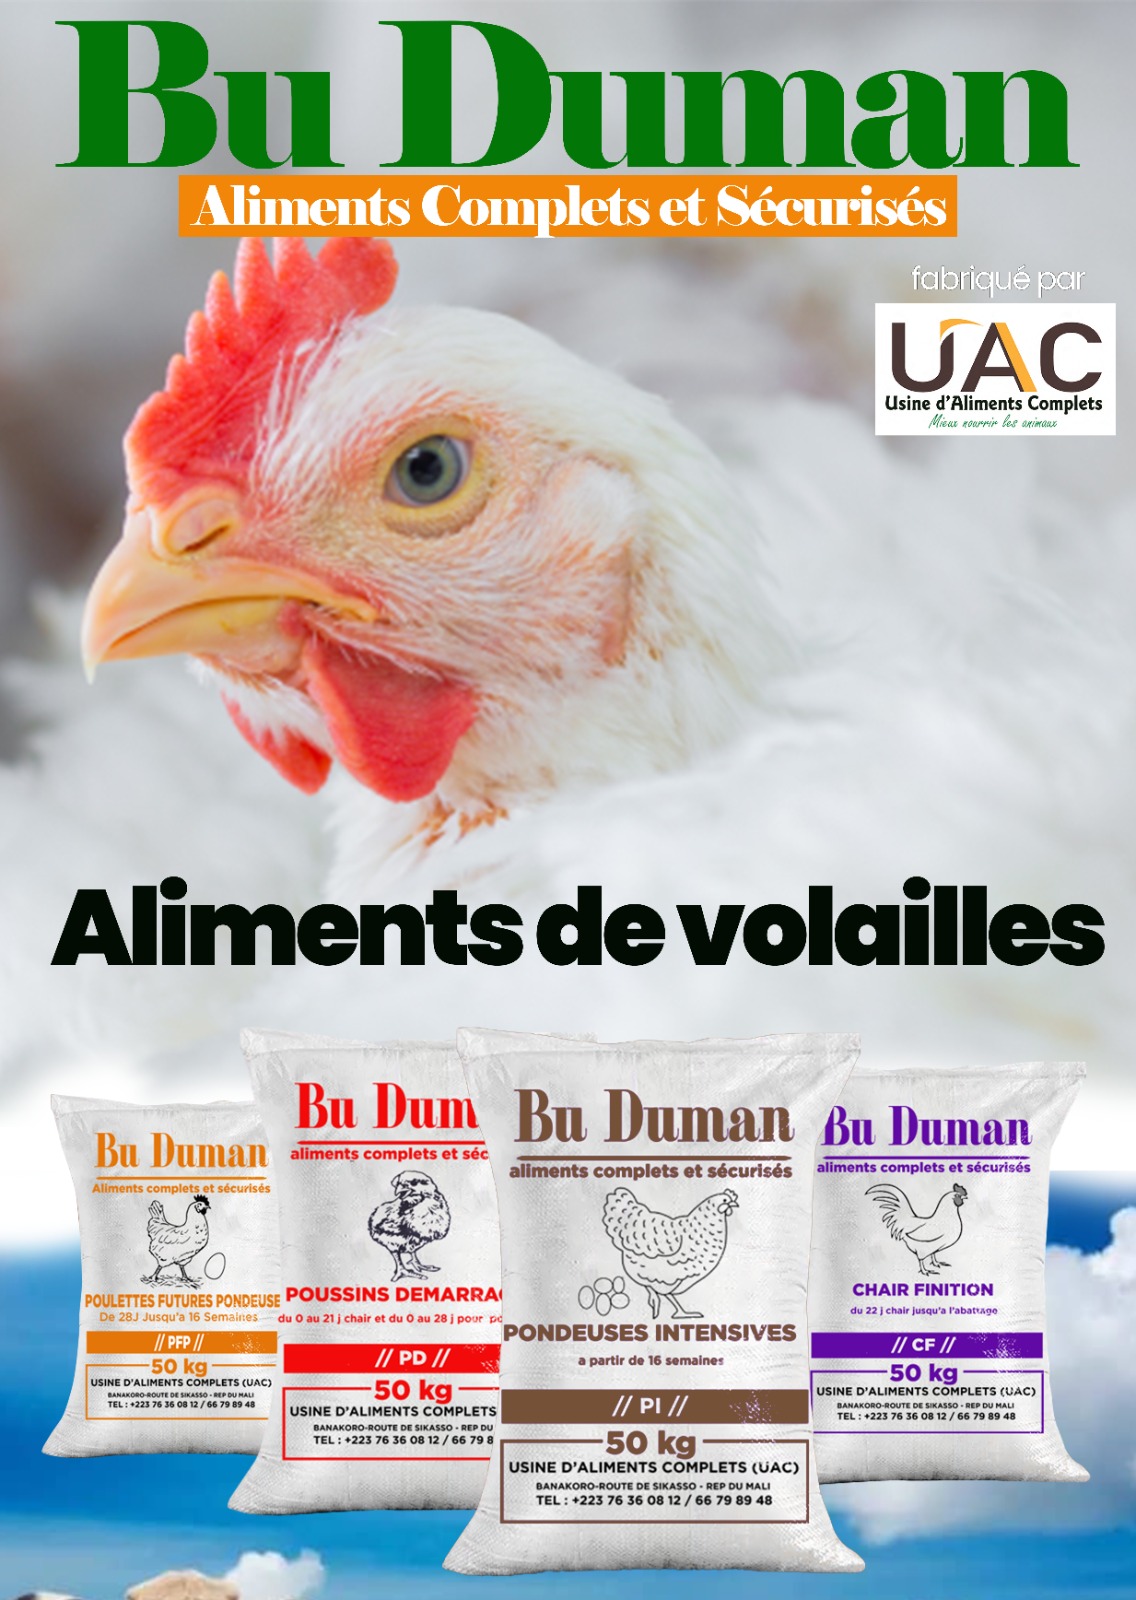 Bu Duman
Aliments Complets et Sécurisés
fabriqué par
UAC
Usine d'Aliments Complets
Mieux nourrir les animaux
Aliments de volailles
Bu Duman
Aliments complets et sécurisés
POULETTES FUTURES PONDEUSE
De 28J Jusqu'a 16 Semaines
// PFP //
50 kg
USINE D'ALIMENTS COMPLETS (UAC)
BANAKORO-ROUTE DE SIKASSO - REP DU MALI
TEL : +223 76 36 08 12 / 66 79 89 48
Bu Dum
aliments complets et séc
POUSSINS DEMARRA
du 0 au 21 j chair et du 0 au 28 j pour po
// PD //
50 kg
USINE D'ALIMENTS COMPLETS
BANAKORO-ROUTE DE SIKASSO - REP DU
TEL : +223 76 36 08 12 / 66 79 8
Bu Duman
aliments complets et sécurisés
PONDEUSES INTENSIVES
a partir de 16 semaines
// PI //
50 kg
USINE D'ALIMENTS COMPLETS (UAC)
BANAKORO-ROUTE DE SIKASSO - REP DU MALI
TEL : +223 76 36 08 12 / 66 79 89 48
Bu Duman
aliments complets et sécurisés
CHAIR FINITION
du 22 j chair jusqu'a l'abattage
// CF //
50 kg
USINE D'ALIMENTS COMPLETS (UAC)
BANAKORO-ROUTE DE SIKASSO - REP DU MALI
TEL : +223 76 36 08 12 / 66 79 89 48